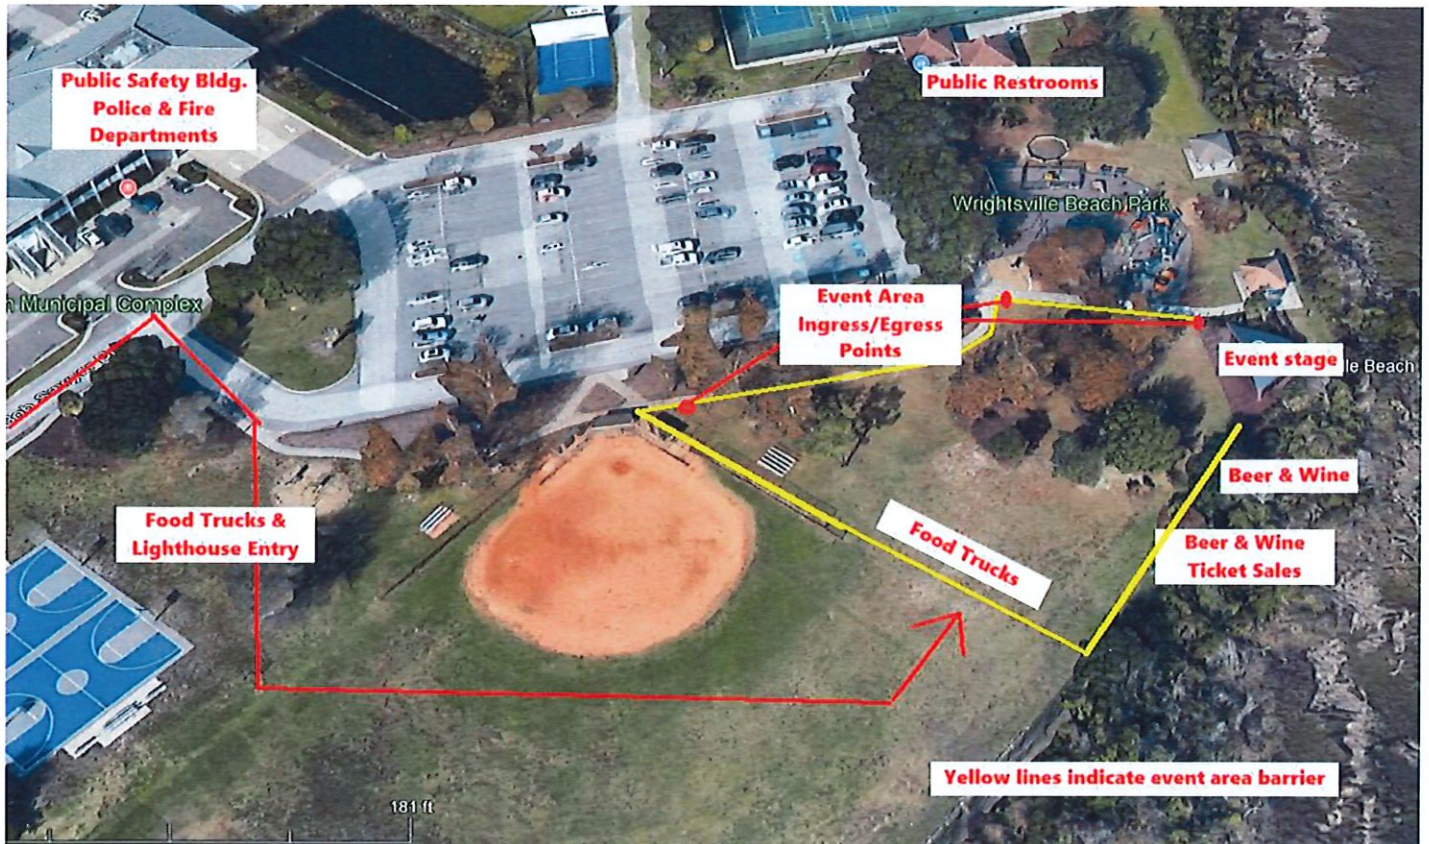 Public Safety Bldg.
Police & Fire
Departments
Public Restrooms
Wrightsville Beach Park
n Municipal Complex
Event Area
Ingress/Egress
Points
Event stage
le Beach
Beer & Wine
Food Trucks &
Lighthouse Entry
Food Trucks
Beer & Wine
Ticket Sales
Yellow lines indicate event area barrier
181 ft